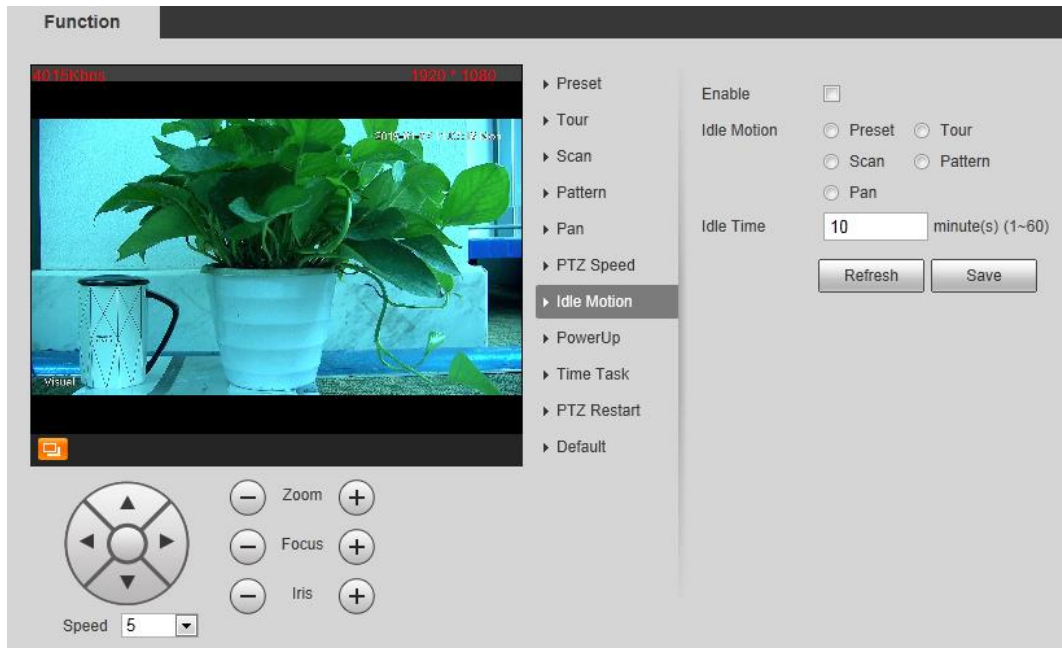 Function
4015Kbps
1920 * 1080
Visuel
Preset
Tour
Scan
Pattern
Pan
PTZ Speed
Idle Motion
PowerUp
Time Task
PTZ Restart
Default
Enable
Idle Motion
Preset Tour
Scan Pattern
Pan
Idle Time 10 minute(s) (1~60)
Refresh Save
Zoom
Focus
Iris
Speed 5